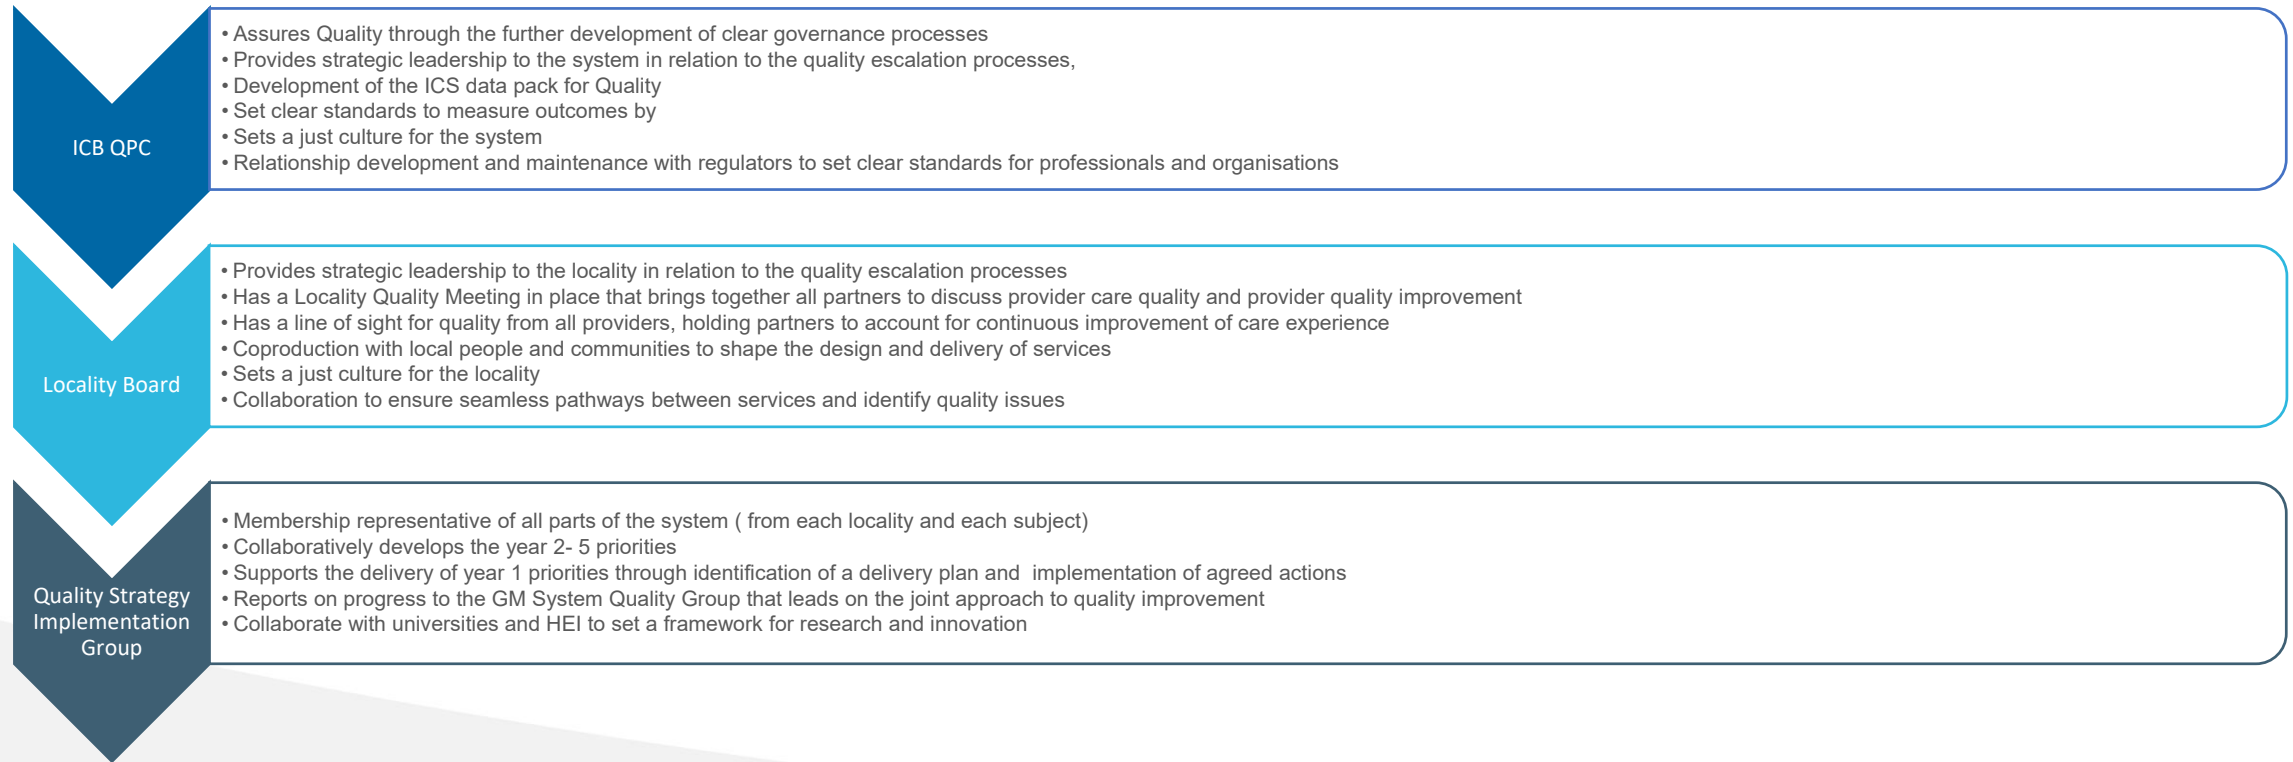 ICB QPC
• Assures Quality through the further development of clear governance processes
• Provides strategic leadership to the system in relation to the quality escalation processes,
• Development of the ICS data pack for Quality
• Set clear standards to measure outcomes by
• Sets a just culture for the system
• Relationship development and maintenance with regulators to set clear standards for professionals and organisations
Locality Board
• Provides strategic leadership to the locality in relation to the quality escalation processes
• Has a Locality Quality Meeting in place that brings together all partners to discuss provider care quality and provider quality improvement
• Has a line of sight for quality from all providers, holding partners to account for continuous improvement of care experience
• Coproduction with local people and communities to shape the design and delivery of services
• Sets a just culture for the locality
• Collaboration to ensure seamless pathways between services and identify quality issues
Quality Strategy
Implementation
Group
• Membership representative of all parts of the system ( from each locality and each subject)
• Collaboratively develops the year 2- 5 priorities
• Supports the delivery of year 1 priorities through identification of a delivery plan and  implementation of agreed actions
• Reports on progress to the GM System Quality Group that leads on the joint approach to quality improvement
• Collaborate with universities and HEI to set a framework for research and innovation